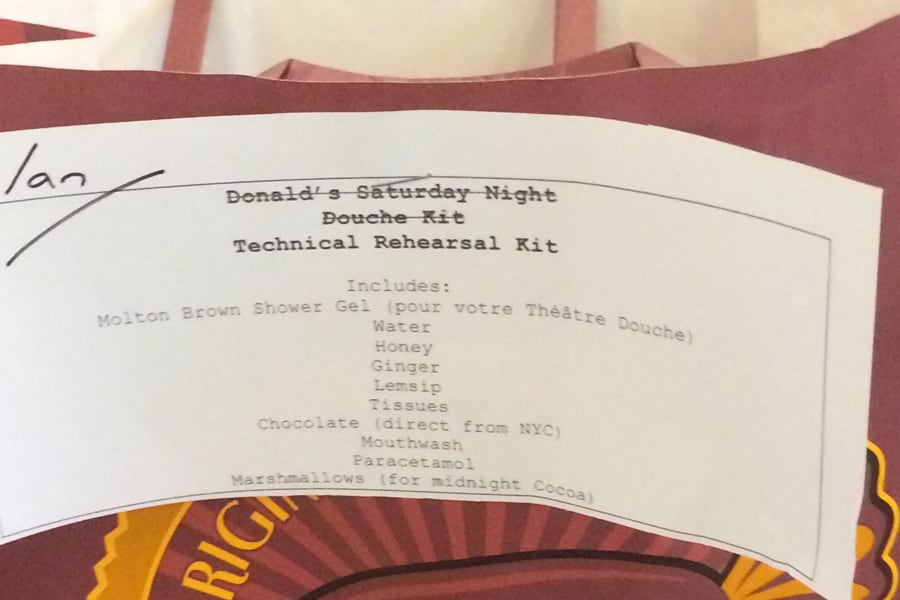 Ian
Donald's Saturday Night
Douche Kit
Technical Rehearsal Kit
Includes:
Molton Brown Shower Gel (pour votre Théâtre Douche)
Water
Honey
Ginger
Lemsip
Tissues
Chocolate (direct from NYC)
Mouthwash
Paracetamol
Marshmallows (for midnight Cocoa)
RIGIN